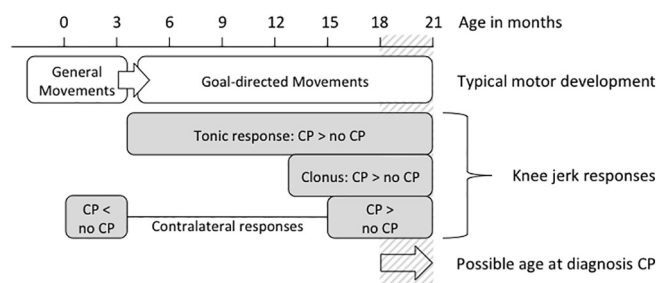 0 3 6 9 12 15 18 21 Age in months
General
Movements
Goal-directed Movements
Typical motor development
Tonic response: CP > no CP
Clonus: CP > no CP
Knee jerk responses
CP <
no CP
Contralateral responses
CP >
no CP
Possible age at diagnosis CP